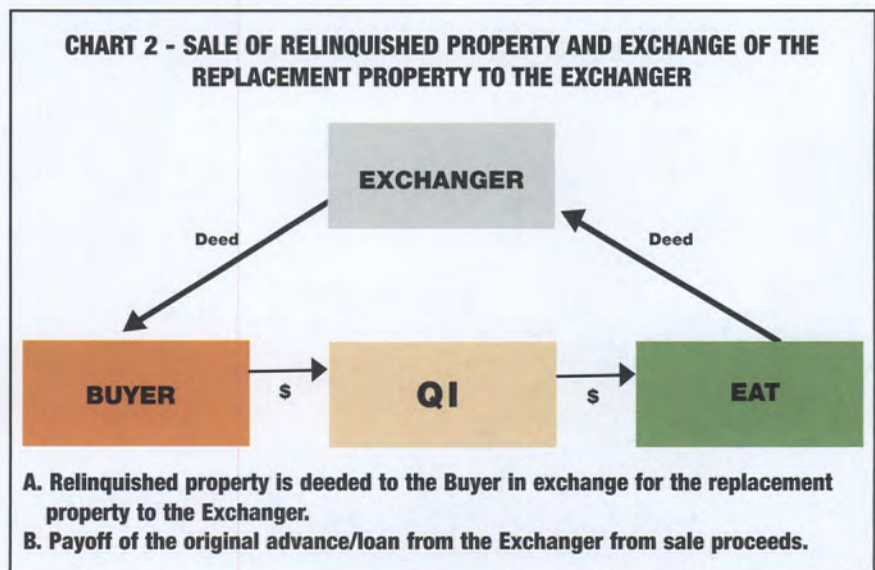 CHART 2 - SALE OF RELINQUISHED PROPERTY AND EXCHANGE OF THE
REPLACEMENT PROPERTY TO THE EXCHANGER
EXCHANGER
Deed
Deed
BUYER
$
QI
$
EAT
A. Relinquished property is deeded to the Buyer in exchange for the replacement
property to the Exchanger.
B. Payoff of the original advance/loan from the Exchanger from sale proceeds.